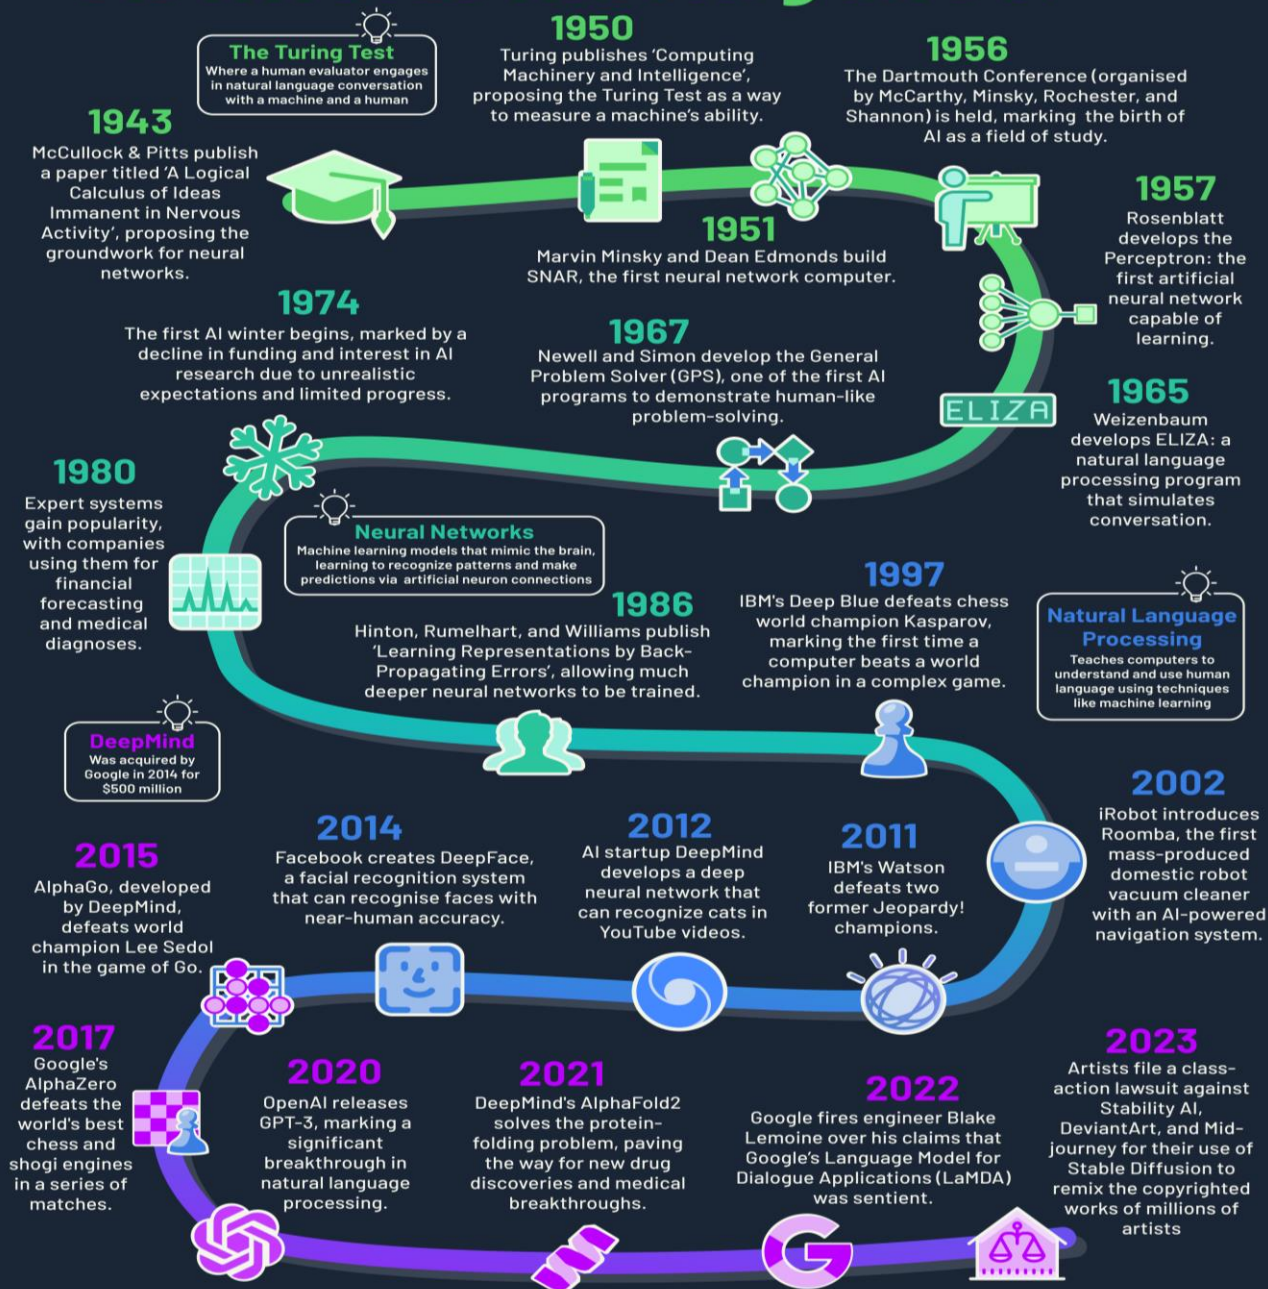 The Turing Test
Where a human evaluator engages
in natural language conversation
with a machine and a human
1943
McCullock & Pitts publish
a paper titled ‘A Logical
Calculus of Ideas
Immanent in Nervous
Activity’, proposing the
groundwork for neural
networks.
1950
Turing publishes ‘Computing
Machinery and Intelligence’,
proposing the Turing Test as a way
to measure a machine’s ability.
1951
Marvin Minsky and Dean Edmonds build
SNAR, the first neural network computer.
1956
The Dartmouth Conference (organised
by McCarthy, Minsky, Rochester, and
Shannon) is held, marking the birth of
AI as a field of study.
1957
Rosenblatt
develops the
Perceptron: the
first artificial
neural network
capable of
learning.
ELIZA
1965
Weizenbaum
develops ELIZA: a
natural language
processing program
that simulates
conversation.
1967
Newell and Simon develop the General
Problem Solver (GPS), one of the first AI
programs to demonstrate human-like
problem-solving.
1974
The first AI winter begins, marked by a
decline in funding and interest in AI
research due to unrealistic
expectations and limited progress.
1980
Expert systems
gain popularity,
with companies
using them for
financial
forecasting
and medical
diagnoses.
Neural Networks
Machine learning models that mimic the brain,
learning to recognize patterns and make
predictions via artificial neuron connections
1986
Hinton, Rumelhart, and Williams publish
‘Learning Representations by Back-
Propagating Errors’, allowing much
deeper neural networks to be trained.
1997
IBM's Deep Blue defeats chess
world champion Kasparov,
marking the first time a
computer beats a world
champion in a complex game.
Natural Language
Processing
Teaches computers to
understand and use human
language using techniques
like machine learning
2002
iRobot introduces
Roomba, the first
mass-produced
domestic robot
vacuum cleaner
with an AI-powered
navigation system.
2011
IBM's Watson
defeats two
former Jeopardy!
champions.
2012
AI startup DeepMind
develops a deep
neural network that
can recognize cats in
YouTube videos.
2014
Facebook creates DeepFace,
a facial recognition system
that can recognise faces with
near-human accuracy.
DeepMind
Was acquired by
Google in 2014 for
$500 million
2015
AlphaGo, developed
by DeepMind,
defeats world
champion Lee Sedol
in the game of Go.
2017
Google's
AlphaZero
defeats the
world's best
chess and
shogi engines
in a series of
matches.
2020
OpenAI releases
GPT-3, marking a
significant
breakthrough in
natural language
processing.
2021
DeepMind's AlphaFold2
solves the protein-
folding problem, paving
the way for new drug
discoveries and medical
breakthroughs.
2022
Google fires engineer Blake
Lemoine over his claims that
Google’s Language Model for
Dialogue Applications (LaMDA)
was sentient.
2023
Artists file a class-
action lawsuit against
Stability AI,
DeviantArt, and Mid-
journey for their use of
Stable Diffusion to
remix the copyrighted
works of millions of
artists